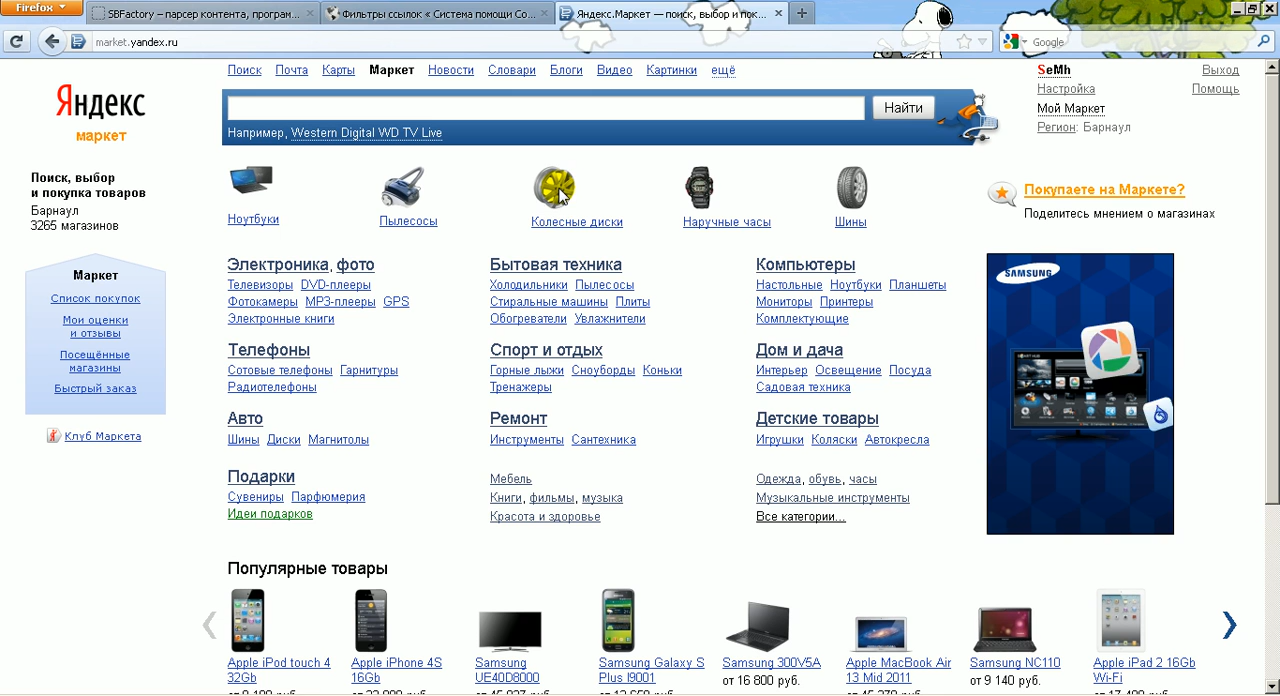 Firefox
SBFactory – парсер контента, програм...
Фильтры ссылок « Система помощи Co...
Яндекс.Маркет — поиск, выбор и пок...
market.yandex.ru
Google
Поиск Почта Карты Маркет Новости Словари Блоги Видео Картинки ещё
SeMh
Выход
Настройка
Помощь
Мой Маркет
Регион: Барнаул
Яндекс
маркет
Найти
Например, Western Digital WD TV Live
Поиск, выбор
и покупка товаров
Барнаул
3265 магазинов
Ноутбуки
Пылесосы
Колесные диски
Наручные часы
Шины
Покупаете на Маркете?
Поделитесь мнением о магазинах
Маркет
Список покупок
Мои оценки
и отзывы
Посещённые
магазины
Быстрый заказ
Клуб Маркета
Электроника, фото
Телевизоры DVD-плееры
Фотокамеры MP3-плееры GPS
Электронные книги
Бытовая техника
Холодильники Пылесосы
Стиральные машины Плиты
Обогреватели Увлажнители
Компьютеры
Настольные Ноутбуки Планшеты
Мониторы Принтеры
Комплектующие
Телефоны
Сотовые телефоны Гарнитуры
Радиотелефоны
Спорт и отдых
Горные лыжи Сноуборды Коньки
Тренажеры
Дом и дача
Интерьер Освещение Посуда
Садовая техника
Авто
Шины Диски Магнитолы
Ремонт
Инструменты Сантехника
Детские товары
Игрушки Коляски Автокресла
Подарки
Сувениры Парфюмерия
Идеи подарков
Мебель
Книги, фильмы, музыка
Красота и здоровье
Одежда, обувь, часы
Музыкальные инструменты
Все категории...
SAMSUNG
Популярные товары
Apple iPod touch 4
32Gb
Apple iPhone 4S
16Gb
Samsung
UE40D8000
Samsung Galaxy S
Plus I9001
Samsung 300V5A
от 16 800 руб.
Apple MacBook Air
13 Mid 2011
Samsung NC110
от 9 140 руб.
Apple iPad 2 16Gb
Wi-Fi